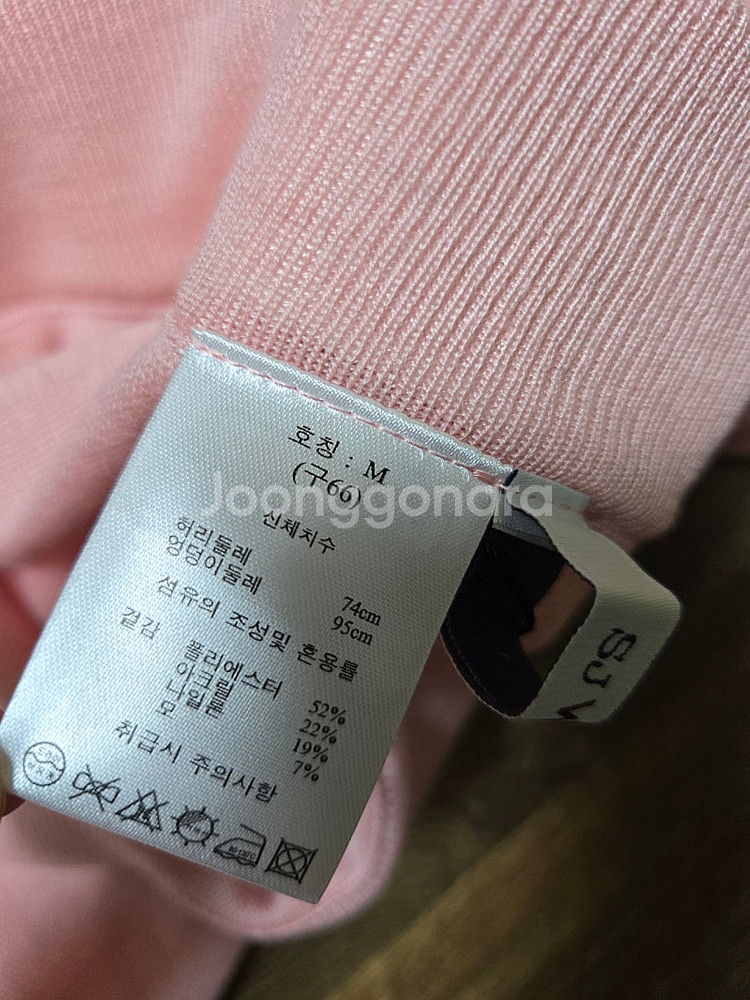 호칭 : M
(구66)
신체치수
허리둘레 74cm
엉덩이둘레 95cm
섬유의 조성및 혼용률
겉감 폴리에스터 52%
아크릴 22%
나일론 19%
모 7%
취급시 주의사항
Joonggonara
SJ